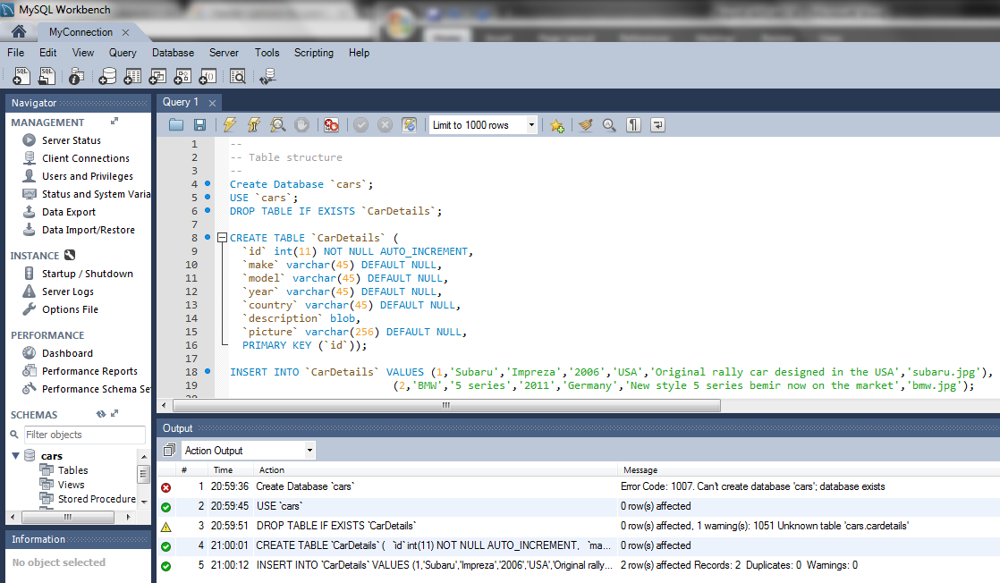 MySQL Workbench
MyConnection
File Edit View Query Database Server Tools Scripting Help
Navigator
MANAGEMENT
Server Status
Client Connections
Users and Privileges
Status and System Varia
Data Export
Data Import/Restore
INSTANCE
Startup / Shutdown
Server Logs
Options File
PERFORMANCE
Dashboard
Performance Reports
Performance Schema Se
SCHEMAS
Filter objects
cars
Tables
Views
Stored Procedure
Information
No object selected
Query 1
Limit to 1000 rows
1 --
2 -- Table structure
3 --
4 Create Database `cars`;
5 USE `cars`;
6 DROP TABLE IF EXISTS `CarDetails`;
7
8 CREATE TABLE `CarDetails` (
9 `id` int(11) NOT NULL AUTO_INCREMENT,
10 `make` varchar(45) DEFAULT NULL,
11 `model` varchar(45) DEFAULT NULL,
12 `year` varchar(45) DEFAULT NULL,
13 `country` varchar(45) DEFAULT NULL,
14 `description` blob,
15 `picture` varchar(256) DEFAULT NULL,
16 PRIMARY KEY (`id`));
17
18 INSERT INTO `CarDetails` VALUES (1,'Subaru','Impreza','2006','USA','Original rally car designed in the USA','subaru.jpg'),
19 (2,'BMW','5 series','2011','Germany','New style 5 series bemir now on the market','bmw.jpg');
Output
Action Output
# Time Action Message
1 20:59:36 Create Database `cars` Error Code: 1007. Can't create database 'cars'; database exists
2 20:59:45 USE `cars` 0 row(s) affected
3 20:59:51 DROP TABLE IF EXISTS `CarDetails` 0 row(s) affected, 1 warning(s): 1051 Unknown table 'cars.cardetails'
4 21:00:01 CREATE TABLE `CarDetails` ( `id` int(11) NOT NULL AUTO_INCREMENT, `ma... 0 row(s) affected
5 21:00:12 INSERT INTO `CarDetails` VALUES (1,'Subaru','Impreza','2006','USA','Original rally... 2 row(s) affected Records: 2 Duplicates: 0 Warnings: 0